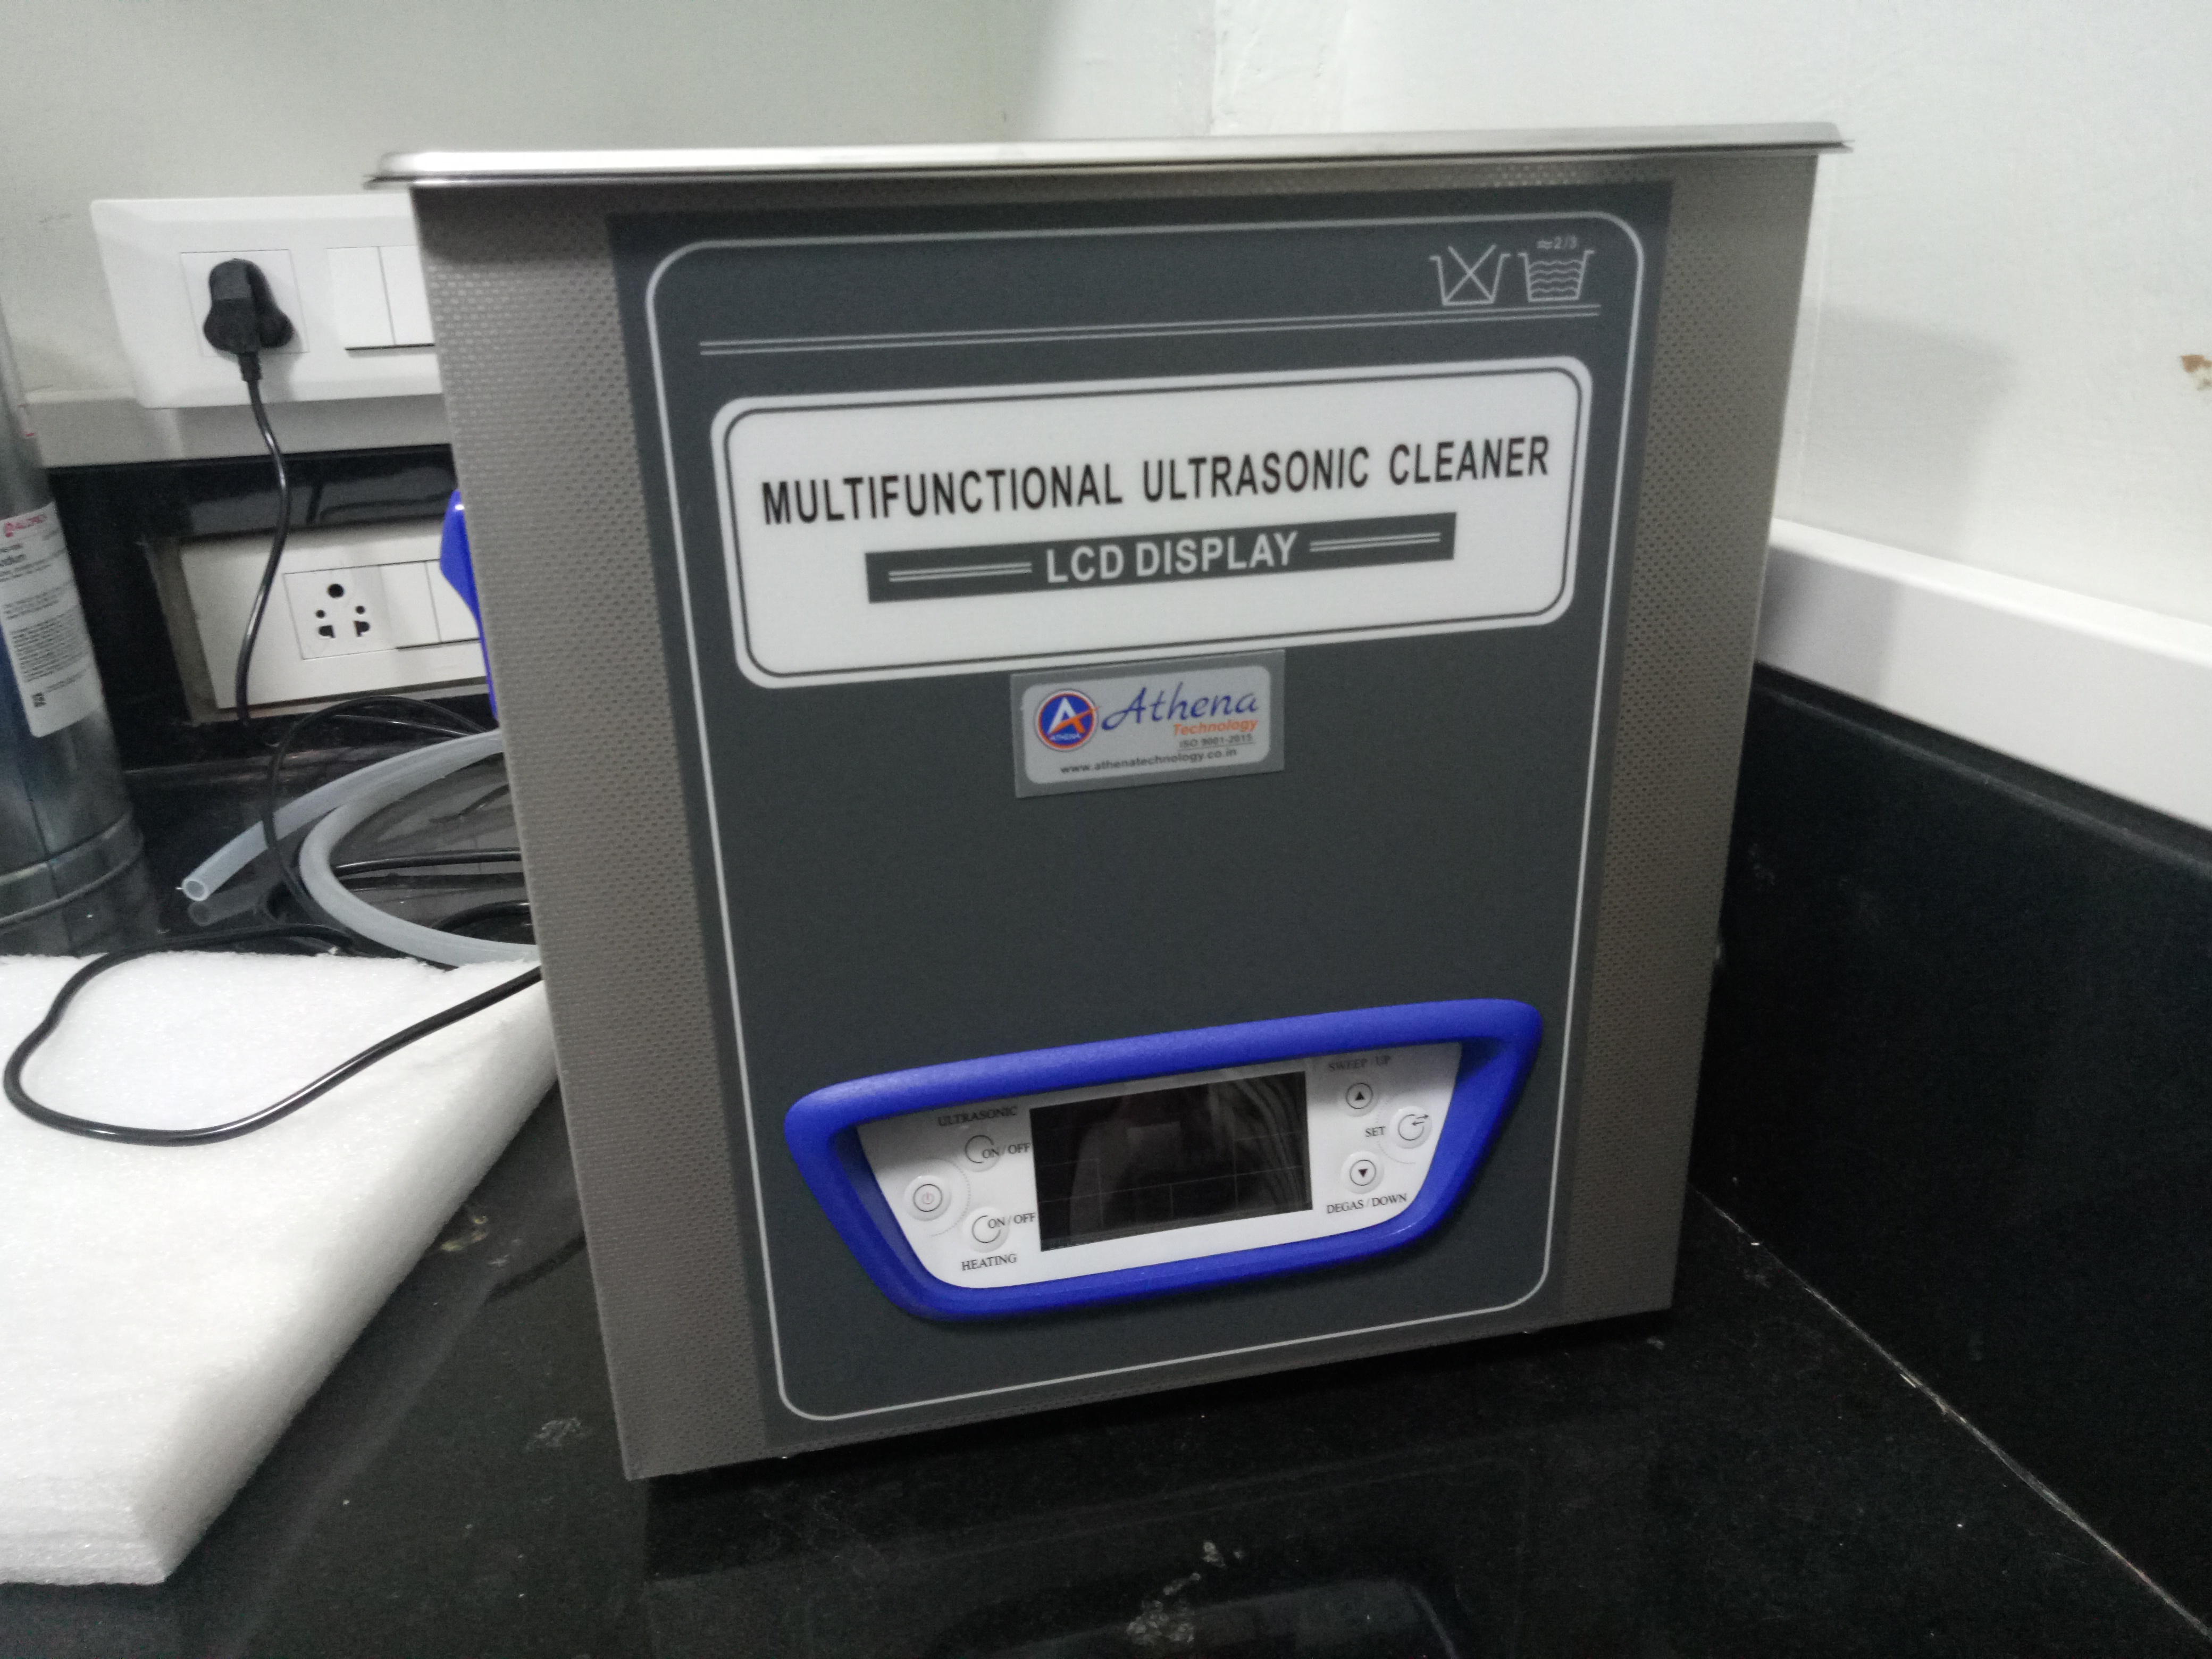 ≈2/3
MULTIFUNCTIONAL ULTRASONIC CLEANER
LCD DISPLAY
A
ATHENA
Athena
Technology
ISO 9001-2015
www.athenatechnology.co.in
ULTRASONIC
ON / OFF
ON / OFF
HEATING
SWEEP / UP
SET
DEGAS / DOWN